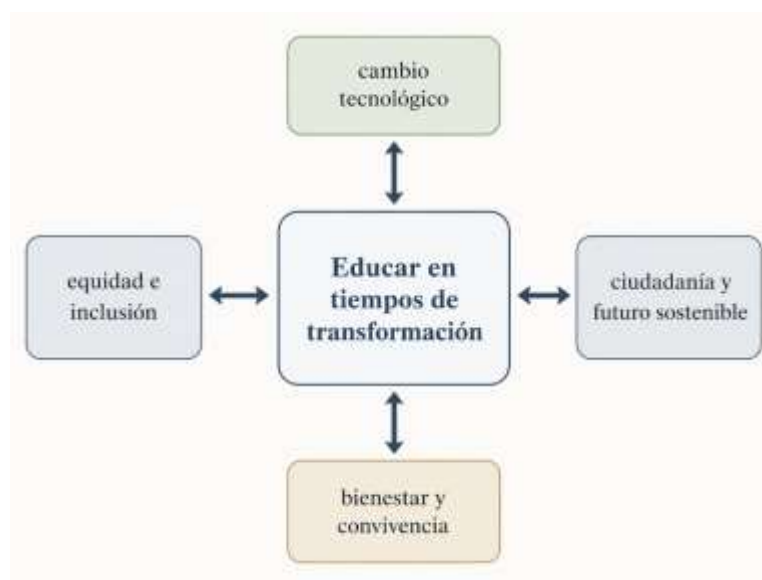 cambio
tecnológico
equidad e
inclusión
Educar en
tiempos de
transformación
ciudadanía y
futuro sostenible
bienestar y
convivencia